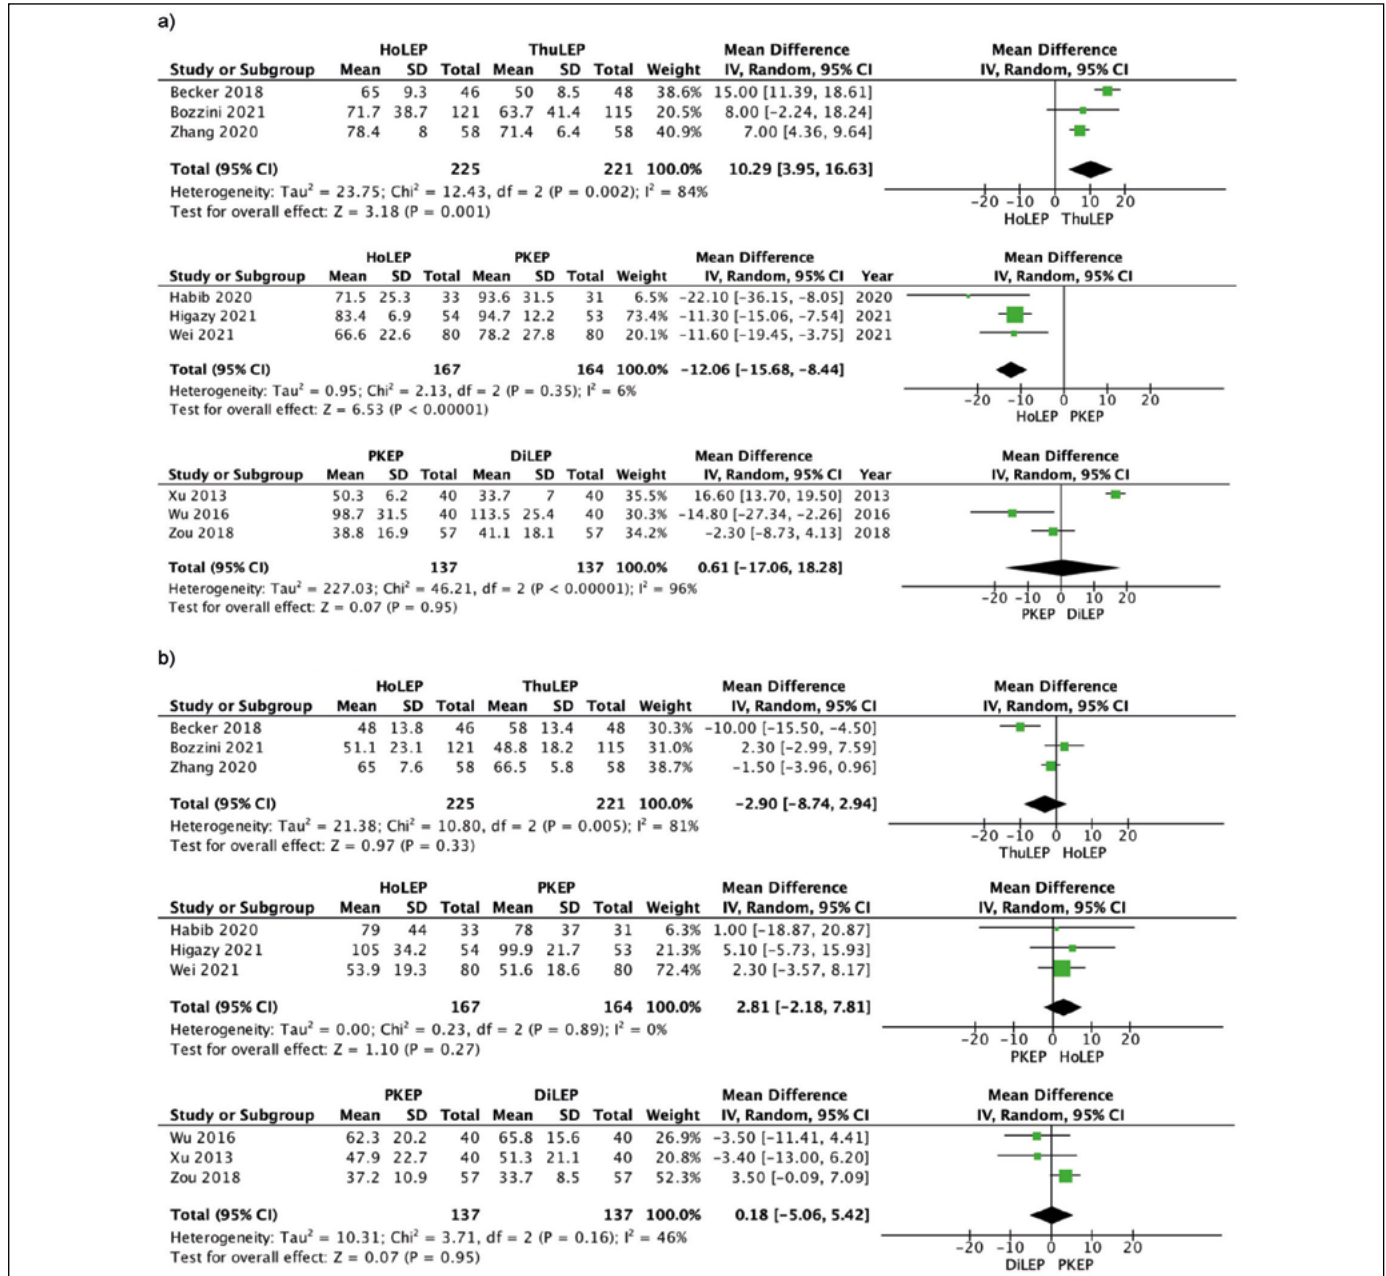 a)
HoLEP ThuLEP Mean Difference Mean Difference
Study or Subgroup Mean SD Total Mean SD Total Weight IV, Random, 95% CI IV, Random, 95% CI
Becker 2018 65 9.3 46 50 8.5 48 38.6% 15.00 [11.39, 18.61]
Bozzini 2021 71.7 38.7 121 63.7 41.4 115 20.5% 8.00 [-2.24, 18.24]
Zhang 2020 78.4 8 58 71.4 6.4 58 40.9% 7.00 [4.36, 9.64]
Total (95% CI) 225 221 100.0% 10.29 [3.95, 16.63]
Heterogeneity: Tau² = 23.75; Chi² = 12.43, df = 2 (P = 0.002); I² = 84%
Test for overall effect: Z = 3.18 (P = 0.001)
-20 -10 0 10 20
HoLEP ThuLEP
HoLEP PKEP Mean Difference Mean Difference
Study or Subgroup Mean SD Total Mean SD Total Weight IV, Random, 95% CI Year IV, Random, 95% CI
Habib 2020 71.5 25.3 33 93.6 31.5 31 6.5% -22.10 [-36.15, -8.05] 2020
Higazy 2021 83.4 6.9 54 94.7 12.2 53 73.4% -11.30 [-15.06, -7.54] 2021
Wei 2021 66.6 22.6 80 78.2 27.8 80 20.1% -11.60 [-19.45, -3.75] 2021
Total (95% CI) 167 164 100.0% -12.06 [-15.68, -8.44]
Heterogeneity: Tau² = 0.95; Chi² = 2.13, df = 2 (P = 0.35); I² = 6%
Test for overall effect: Z = 6.53 (P < 0.00001)
-20 -10 0 10 20
HoLEP PKEP
PKEP DiLEP Mean Difference Mean Difference
Study or Subgroup Mean SD Total Mean SD Total Weight IV, Random, 95% CI Year IV, Random, 95% CI
Xu 2013 50.3 6.2 40 33.7 7 40 35.5% 16.60 [13.70, 19.50] 2013
Wu 2016 98.7 31.5 40 113.5 25.4 40 30.3% -14.80 [-27.34, -2.26] 2016
Zou 2018 38.8 16.9 57 41.1 18.1 57 34.2% -2.30 [-8.73, 4.13] 2018
Total (95% CI) 137 137 100.0% 0.61 [-17.06, 18.28]
Heterogeneity: Tau² = 227.03; Chi² = 46.21, df = 2 (P < 0.00001); I² = 96%
Test for overall effect: Z = 0.07 (P = 0.95)
-20 -10 0 10 20
PKEP DiLEP
b)
HoLEP ThuLEP Mean Difference Mean Difference
Study or Subgroup Mean SD Total Mean SD Total Weight IV, Random, 95% CI IV, Random, 95% CI
Becker 2018 48 13.8 46 58 13.4 48 30.3% -10.00 [-15.50, -4.50]
Bozzini 2021 51.1 23.1 121 48.8 18.2 115 31.0% 2.30 [-2.99, 7.59]
Zhang 2020 65 7.6 58 66.5 5.8 58 38.7% -1.50 [-3.96, 0.96]
Total (95% CI) 225 221 100.0% -2.90 [-8.74, 2.94]
Heterogeneity: Tau² = 21.38; Chi² = 10.80, df = 2 (P = 0.005); I² = 81%
Test for overall effect: Z = 0.97 (P = 0.33)
-20 -10 0 10 20
ThuLEP HoLEP
HoLEP PKEP Mean Difference Mean Difference
Study or Subgroup Mean SD Total Mean SD Total Weight IV, Random, 95% CI IV, Random, 95% CI
Habib 2020 79 44 33 78 37 31 6.3% 1.00 [-18.87, 20.87]
Higazy 2021 105 34.2 54 99.9 21.7 53 21.3% 5.10 [-5.73, 15.93]
Wei 2021 53.9 19.3 80 51.6 18.6 80 72.4% 2.30 [-3.57, 8.17]
Total (95% CI) 167 164 100.0% 2.81 [-2.18, 7.81]
Heterogeneity: Tau² = 0.00; Chi² = 0.23, df = 2 (P = 0.89); I² = 0%
Test for overall effect: Z = 1.10 (P = 0.27)
-20 -10 0 10 20
PKEP HoLEP
PKEP DiLEP Mean Difference Mean Difference
Study or Subgroup Mean SD Total Mean SD Total Weight IV, Random, 95% CI IV, Random, 95% CI
Wu 2016 62.3 20.2 40 65.8 15.6 40 26.9% -3.50 [-11.41, 4.41]
Xu 2013 47.9 22.7 40 51.3 21.1 40 20.8% -3.40 [-13.00, 6.20]
Zou 2018 37.2 10.9 57 33.7 8.5 57 52.3% 3.50 [-0.09, 7.09]
Total (95% CI) 137 137 100.0% 0.18 [-5.06, 5.42]
Heterogeneity: Tau² = 10.31; Chi² = 3.71, df = 2 (P = 0.16); I² = 46%
Test for overall effect: Z = 0.07 (P = 0.95)
-20 -10 0 10 20
DiLEP PKEP